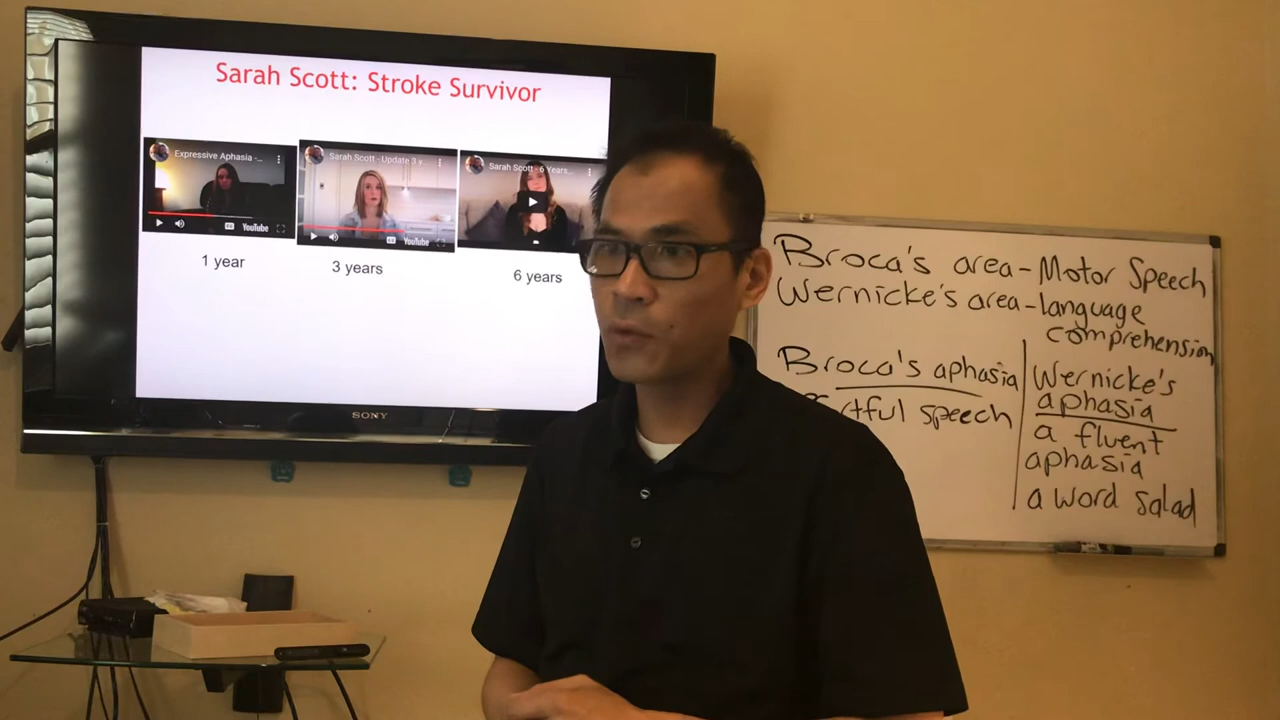 Sarah Scott: Stroke Survivor
Expressive Aphasia -...
Sarah Scott - Update 3 y...
Sarah Scott - 6 Years...
YouTube
YouTube
1 year
3 years
6 years
SONY
Broca's area - Motor Speech
Wernicke's area - language
comprehension
Broca's aphasia
speech
Wernicke's
aphasia
a fluent
aphasia
a word salad